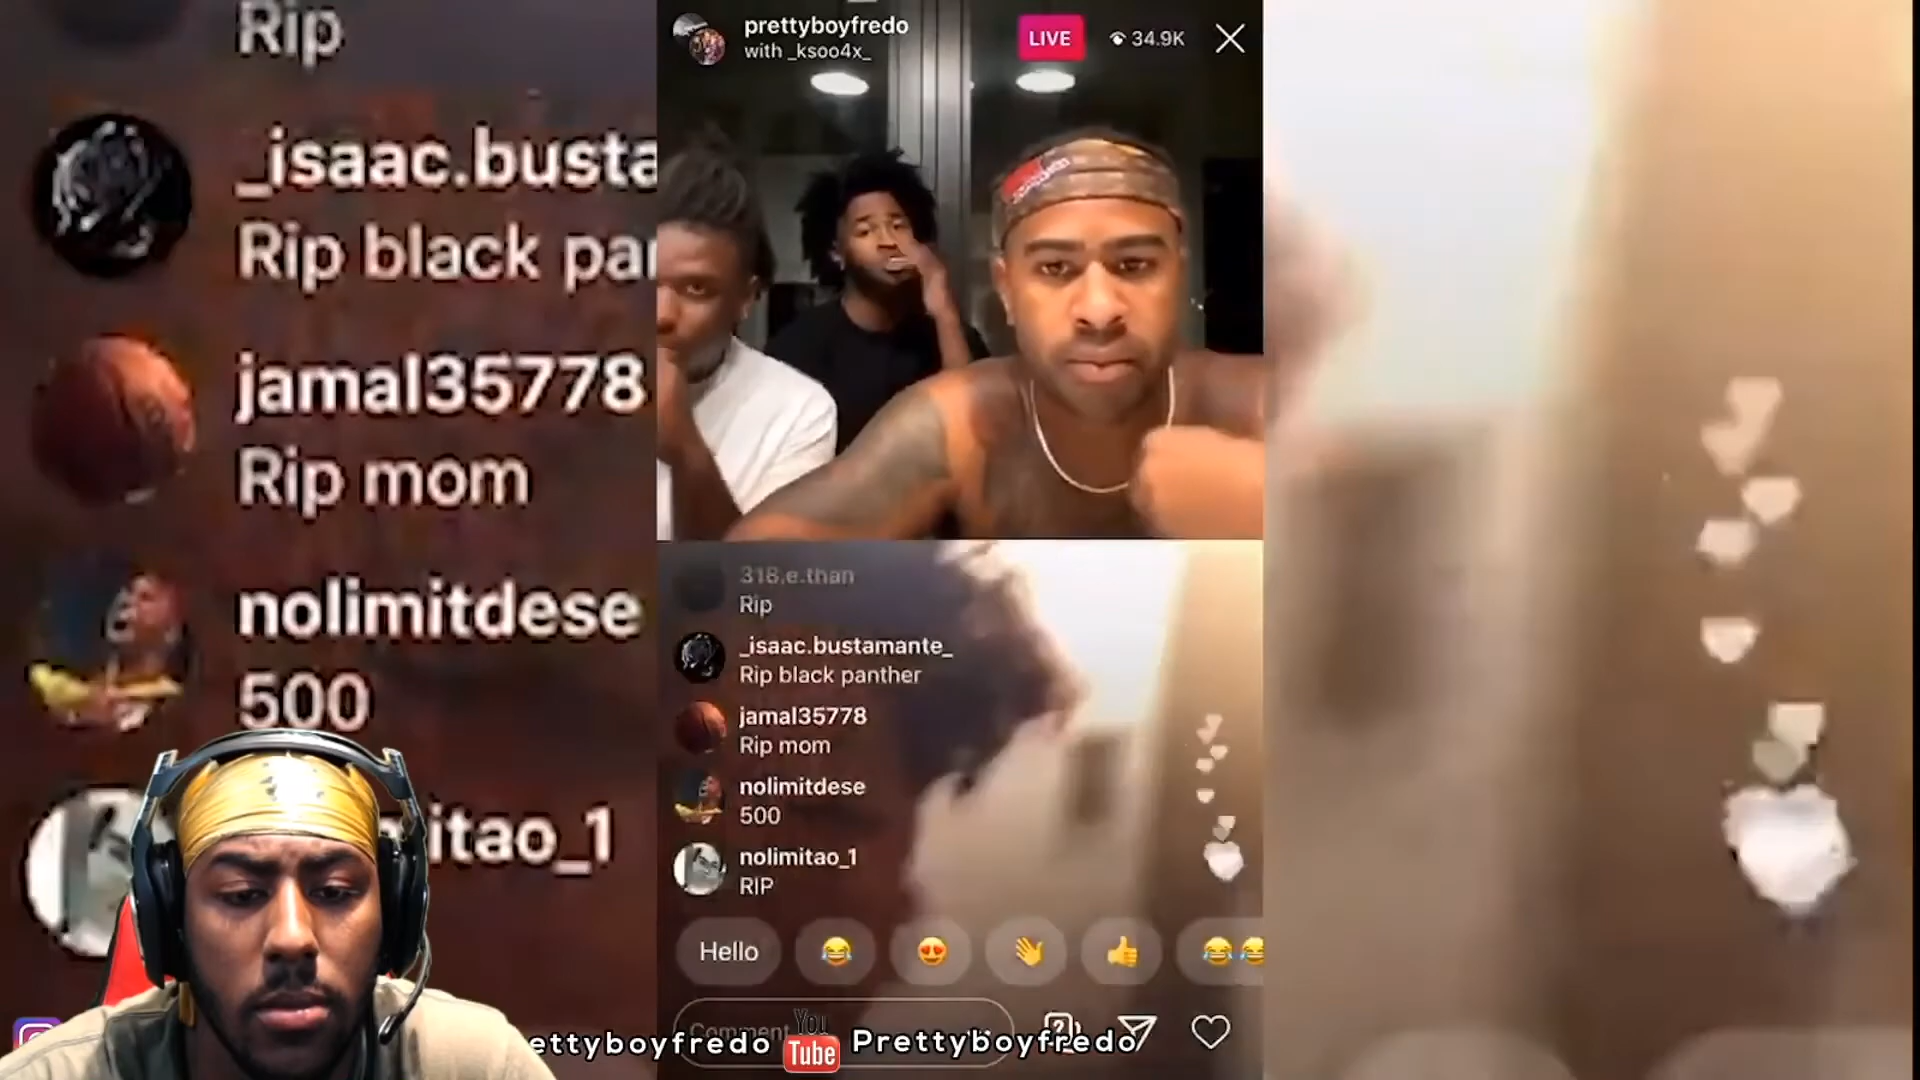 Rip
_isaac.busta
Rip black pa
jamal35778
Rip mom
nolimitdese
500
itao_1
prettyboyfredo
with _ksoo4x_
LIVE
34.9K
318.e.than
Rip
_isaac.bustamante_
Rip black panther
jamal35778
Rip mom
nolimitdese
500
nolimitao_1
RIP
Hello
Comment
ettyboyfredo
You
Tube
Prettyboyfredo